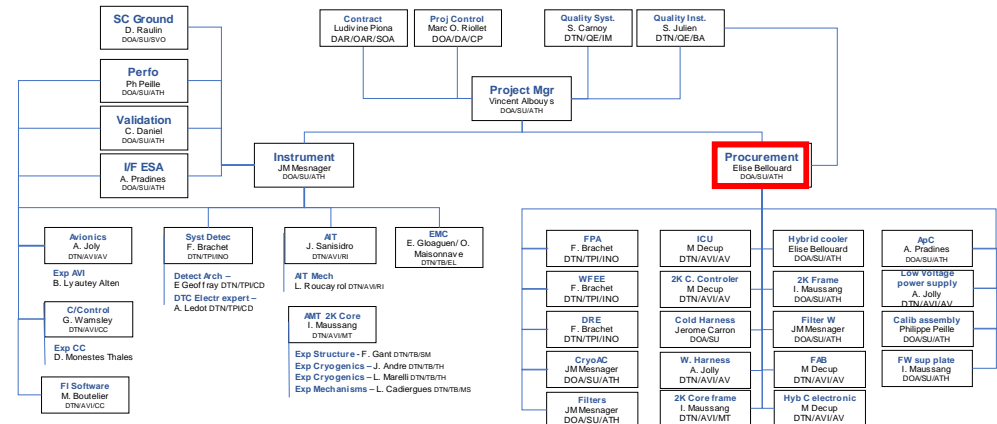 SC Ground
D. Raulin
DOA/SU/SVO
Contract
Ludivine Piona
DAR/OAR/SOA
Proj Control
Marc O. Riollet
DOA/DA/CP
Quality Syst.
S. Carnoy
DTN/QE/IM
Quality Inst.
S. Julien
DTN/QE/BA
Perfo
Ph Peille
DOA/SU/ATH
Project Mgr
Vincent Albouys
DOA/SU/ATH
Validation
C. Daniel
DOA/SU/ATH
I/F ESA
A. Pradines
DOA/SU/ATH
Instrument
JM Mesnager
DOA/SU/ATH
Procurement
Elise Bellouard
DOA/SU/ATH
Avionics
A. Joly
DTN/AVI/AV
Exp AVI
B. Lyautey Alten
C/Control
G. Wamsley
DTN/AVI/CC
Exp CC
D. Monestes Thales
Fl Software
M. Boutelier
DTN/AVI/CC
Syst Detec
F. Brachet
DTN/TPI/INO
Detect Arch –
E Geoffray DTN/TPI/CD
DTC Electr expert –
A. Ledot DTN/TPI/CD
AIT
J. Sanisidro
DTN/AVI/RI
AIT Mech
L. Roucayrol DTN/AVI/RI
AMT 2K Core
I. Maussang
DTN/AVI/MT
Exp Structure - F. Gant DTN/TB/SM
Exp Cryogenics – J. Andre DTN/TB/TH
Exp Cryogenics – L. Marelli DTN/TB/TH
Exp Mechanisms – L. Cadiergues DTN/TB/MS
EMC
E. Gloaguen/ O.
Maisonnave
DTN/TB/EL
FPA
F. Brachet
DTN/TPI/INO
WFEE
F. Brachet
DTN/TPI/INO
DRE
F. Brachet
DTN/TPI/INO
CryoAC
JM Mesnager
DOA/SU/ATH
Filters
JM Mesnager
DOA/SU/ATH
ICU
M Decup
DTN/AVI/AV
2K C. Controler
M Decup
DTN/AVI/AV
Cold Harness
Jerome Carron
DOA/SU
W. Harness
A. Jolly
DTN/AVI/AV
2K Core frame
I. Maussang
DTN/AVI/MT
Hybrid cooler
Elise Bellouard
DOA/SU/ATH
2K Frame
I. Maussang
DOA/SU/ATH
Filter W
JM Mesnager
DOA/SU/ATH
FAB
M Decup
DTN/AVI/AV
Hyb C electronic
M Decup
DTN/AVI/AV
ApC
A. Pradines
DOA/SU/ATH
Low Voltage
power supply
A. Jolly
DTN/AVI/AV
Calib assembly
Philippe Peille
DOA/SU/ATH
FW sup plate
I. Maussang
DOA/SU/ATH